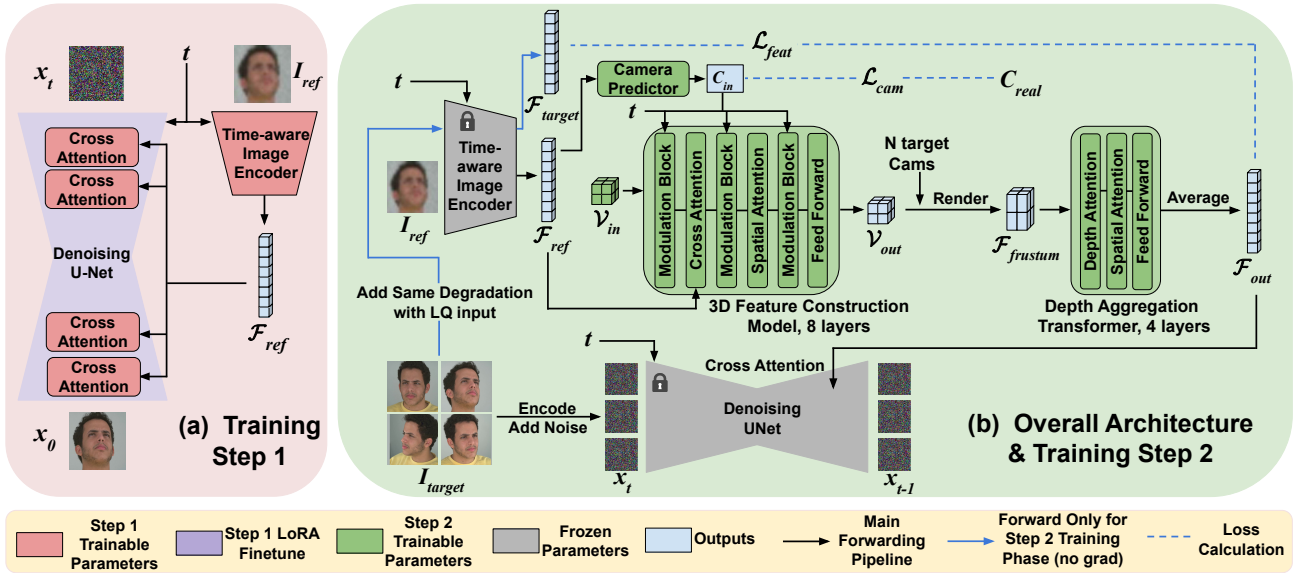 x_t
t
I_ref
Time-aware
Image
Encoder
Cross
Attention
Cross
Attention
Denoising
U-Net
Cross
Attention
Cross
Attention
F_ref
x_0
(a) Training
Step 1
t
I_ref
Time-
aware
Image
Encoder
F_target
F_ref
Camera
Predictor
C_in
L_feat
L_cam
C_real
t
V_in
Modulation Block
Cross Attention
Modulation Block
Spatial Attention
Modulation Block
Feed Forward
3D Feature Construction
Model, 8 layers
V_out
N target
Cams
Render
F_frustum
Depth Attention
Spatial Attention
Feed Forward
Depth Aggregation
Transformer, 4 layers
Average
F_out
Add Same Degradation
with LQ input
I_target
Encode
Add Noise
t
x_t
Cross Attention
Denoising
UNet
x_{t-1}
(b) Overall Architecture
& Training Step 2
Step 1
Trainable
Parameters
Step 1 LoRA
Finetune
Step 2
Trainable
Parameters
Frozen
Parameters
Outputs
Main
Forwarding
Pipeline
Forward Only for
Step 2 Training
Phase (no grad)
Loss
Calculation